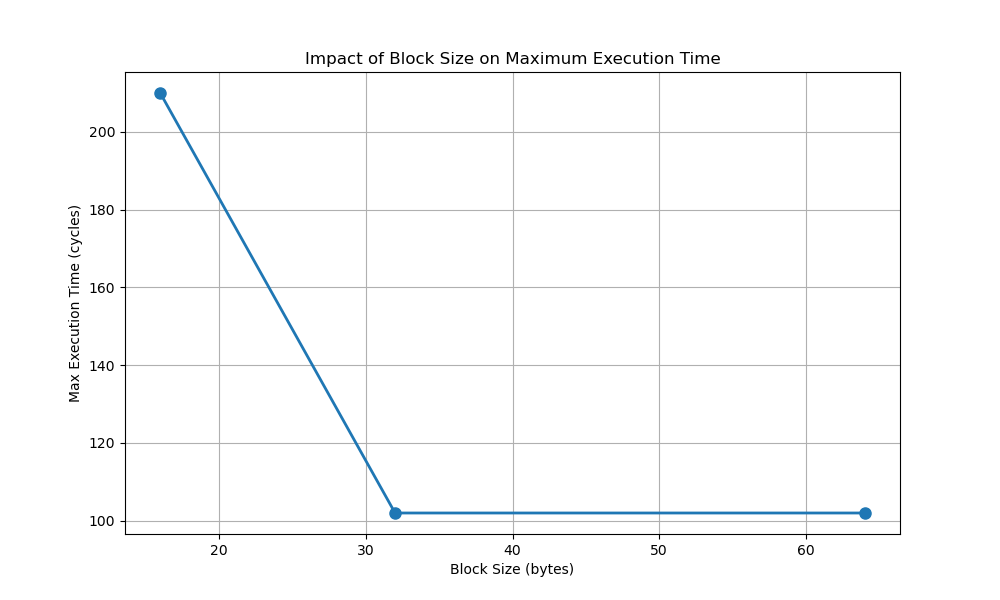 Impact of Block Size on Maximum Execution Time
Max Execution Time (cycles)
200
180
160
140
120
100
20 30 40 50 60
Block Size (bytes)